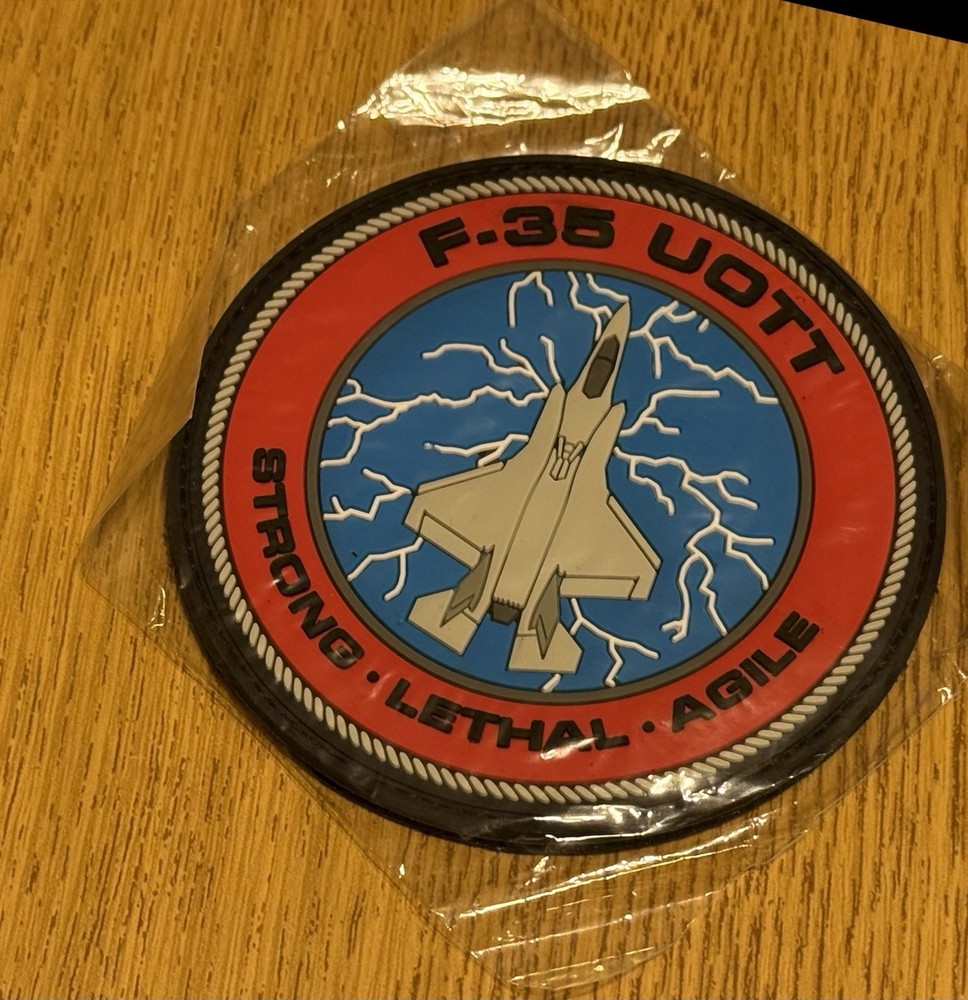 F-35 UOTT
STRONG · LETHAL · AGILE